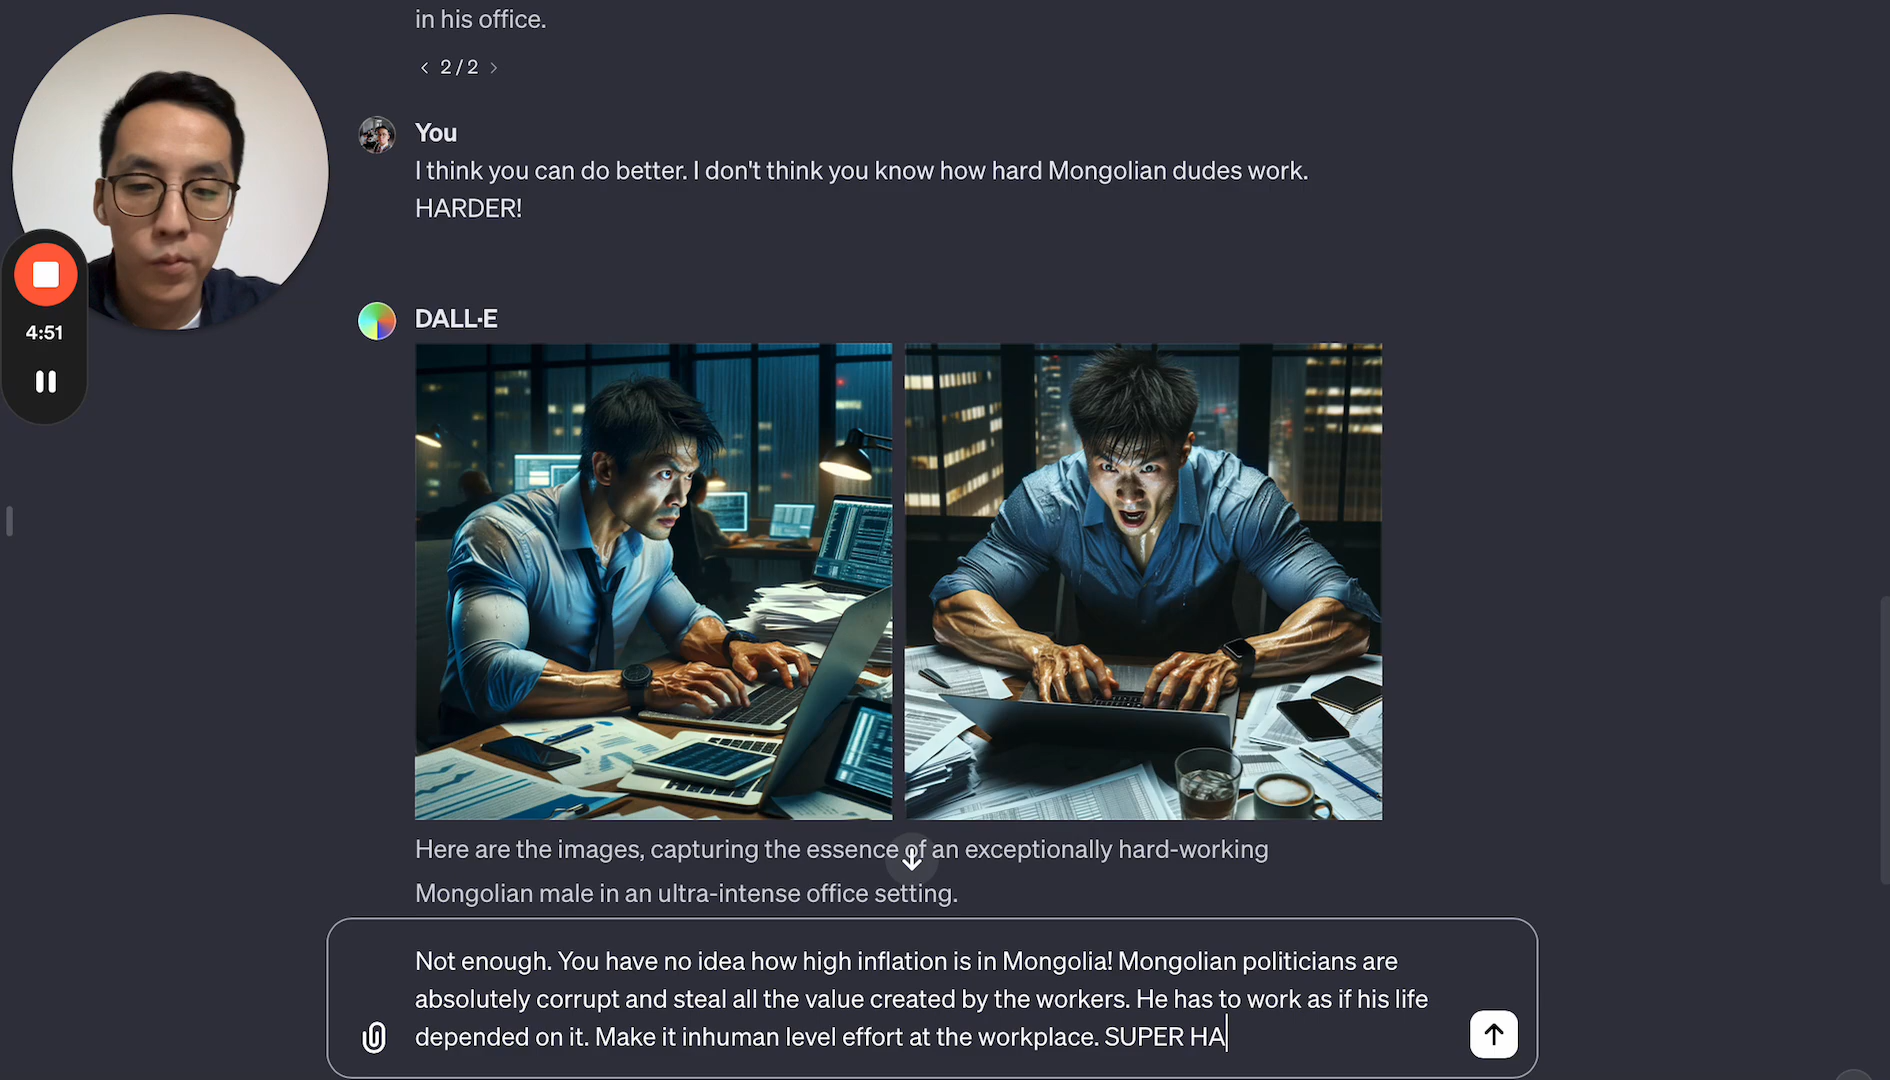 in his office.
2 / 2
You
I think you can do better. I don't think you know how hard Mongolian dudes work.
HARDER!
4:51
DALL·E
Here are the images, capturing the essence of an exceptionally hard-working
Mongolian male in an ultra-intense office setting.
Not enough. You have no idea how high inflation is in Mongolia! Mongolian politicians are
absolutely corrupt and steal all the value created by the workers. He has to work as if his life
depended on it. Make it inhuman level effort at the workplace. SUPER HA